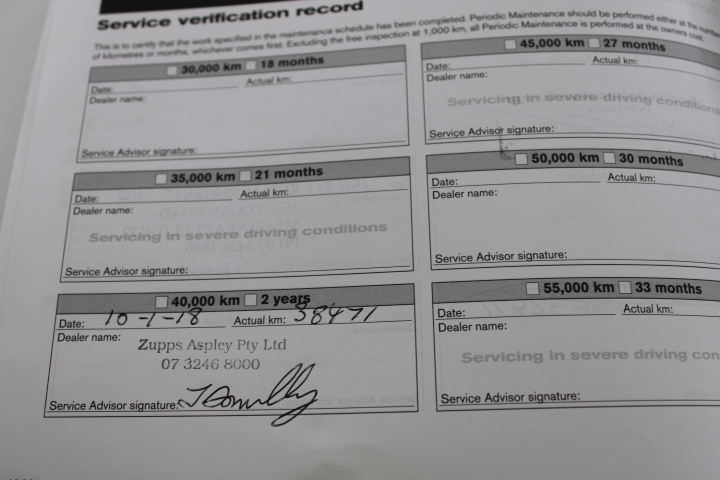 Service verification record
This is to certify that the work specified in the maintenance schedule has been completed. Periodic Maintenance should be performed either at the
of kilometres or months, whichever comes first. Excluding the free inspection at 1,000 km, all Periodic Maintenance is performed at the owners cost.
30,000 km 18 months
Date: Actual km:
Dealer name:
Service Advisor signature:
45,000 km 27 months
Date: Actual km:
Dealer name:
Servicing in severe driving conditions
Service Advisor signature:
35,000 km 21 months
Date: Actual km:
Dealer name:
Servicing in severe driving conditions
Service Advisor signature:
50,000 km 30 months
Date: Actual km:
Dealer name:
Service Advisor signature:
40,000 km 2 years
Date: 10-1-18 Actual km: 38471
Dealer name:
Zupps Aspley Pty Ltd
07 3246 8000
Service Advisor signature:
55,000 km 33 months
Date: Actual km:
Dealer name:
Servicing in severe driving con
Service Advisor signature: